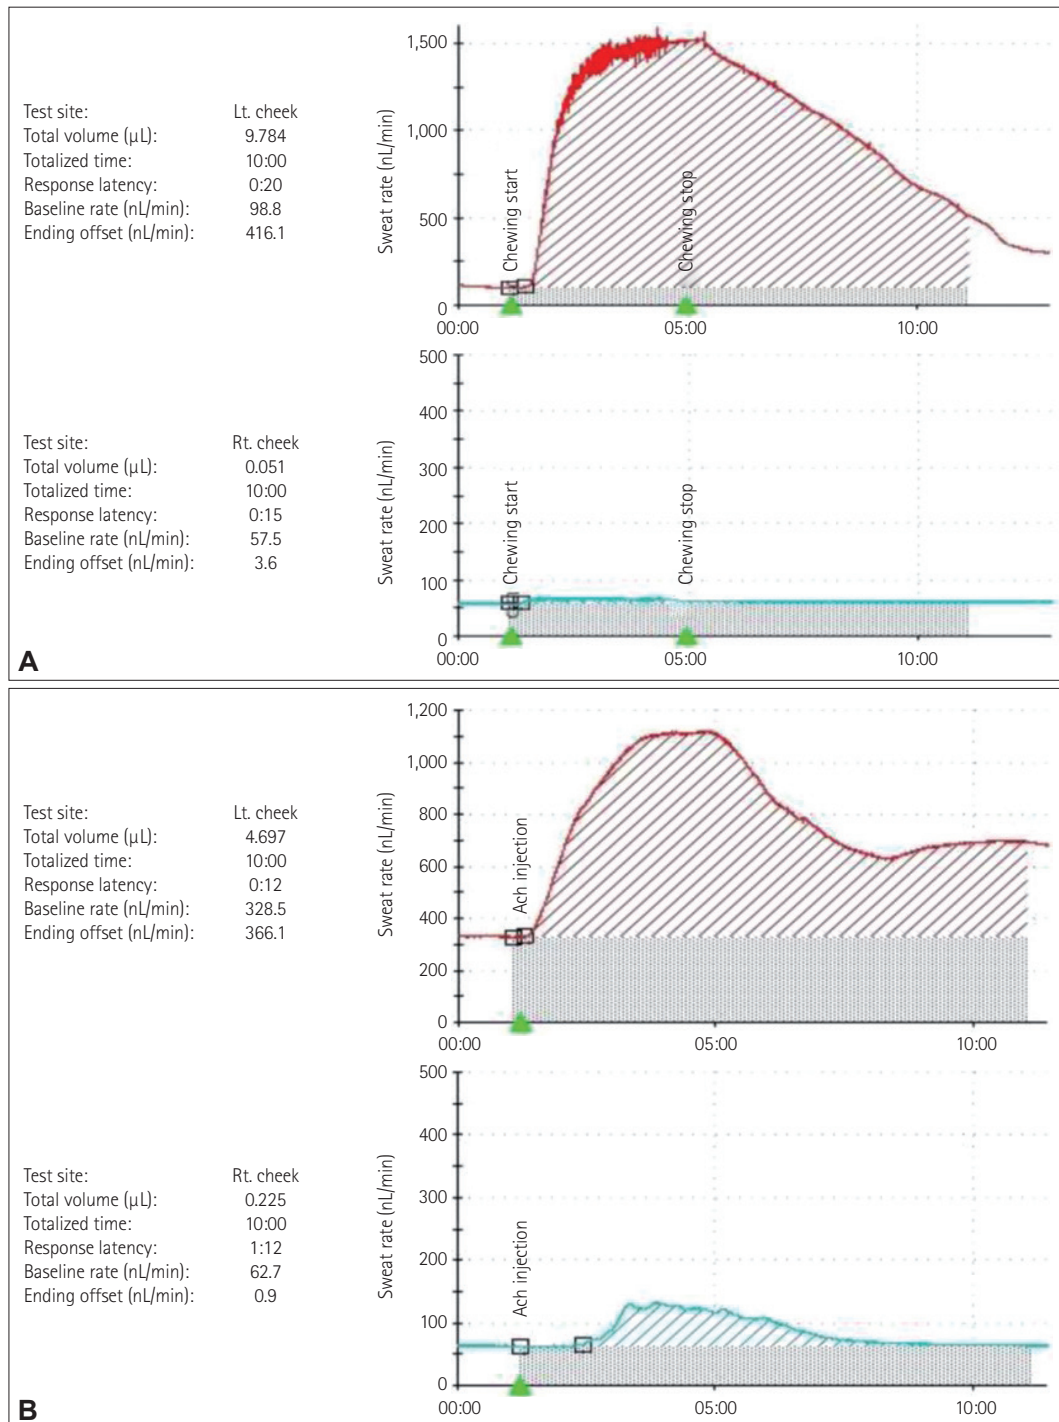 Test site: Lt. cheek
Total volume (µL): 9.784
Totalized time: 10:00
Response latency: 0:20
Baseline rate (nL/min): 98.8
Ending offset (nL/min): 416.1
Sweat rate (nL/min)
1,500
1,000
500
0
Chewing start
Chewing stop
00:00 05:00 10:00
Test site: Rt. cheek
Total volume (µL): 0.051
Totalized time: 10:00
Response latency: 0:15
Baseline rate (nL/min): 57.5
Ending offset (nL/min): 3.6
Sweat rate (nL/min)
500
400
300
200
100
0
Chewing start
Chewing stop
00:00 05:00 10:00
A
Test site: Lt. cheek
Total volume (µL): 4.697
Totalized time: 10:00
Response latency: 0:12
Baseline rate (nL/min): 328.5
Ending offset (nL/min): 366.1
Sweat rate (nL/min)
1,200
1,000
800
600
400
200
0
Ach injection
00:00 05:00 10:00
Test site: Rt. cheek
Total volume (µL): 0.225
Totalized time: 10:00
Response latency: 1:12
Baseline rate (nL/min): 62.7
Ending offset (nL/min): 0.9
Sweat rate (nL/min)
500
400
300
200
100
0
Ach injection
00:00 05:00 10:00
B